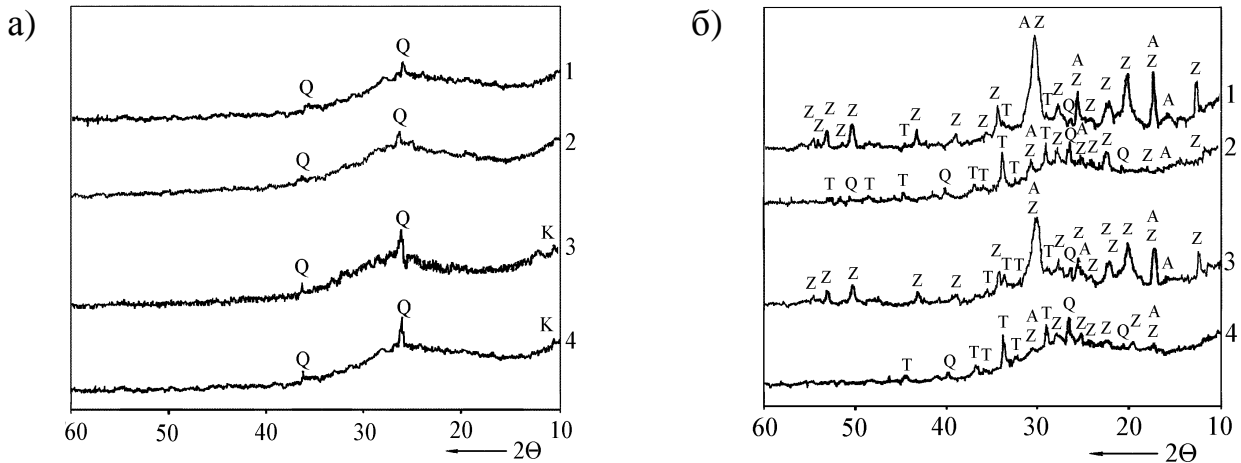 а)
Q
Q
1
Q
Q
2
Q
Q
K
3
Q
Q
K
4
60 50 40 30 20 10
2Θ
б)
A Z
A
Z Z Z Z T Z Z Z Z T T Z Q A Z Z Z Z A Z A Z
1
T Q T T Q T T T T A Z T Z Q A Z Z Z Q Z A Z
2
Z Z Z Z Z T Z T T A Z T Z Q Z A Z Z Z Z A Z A Z
3
T Q T T T T A Z T Z Q Z Z Z Q Z A Z
4
60 50 40 30 20 10
2Θ